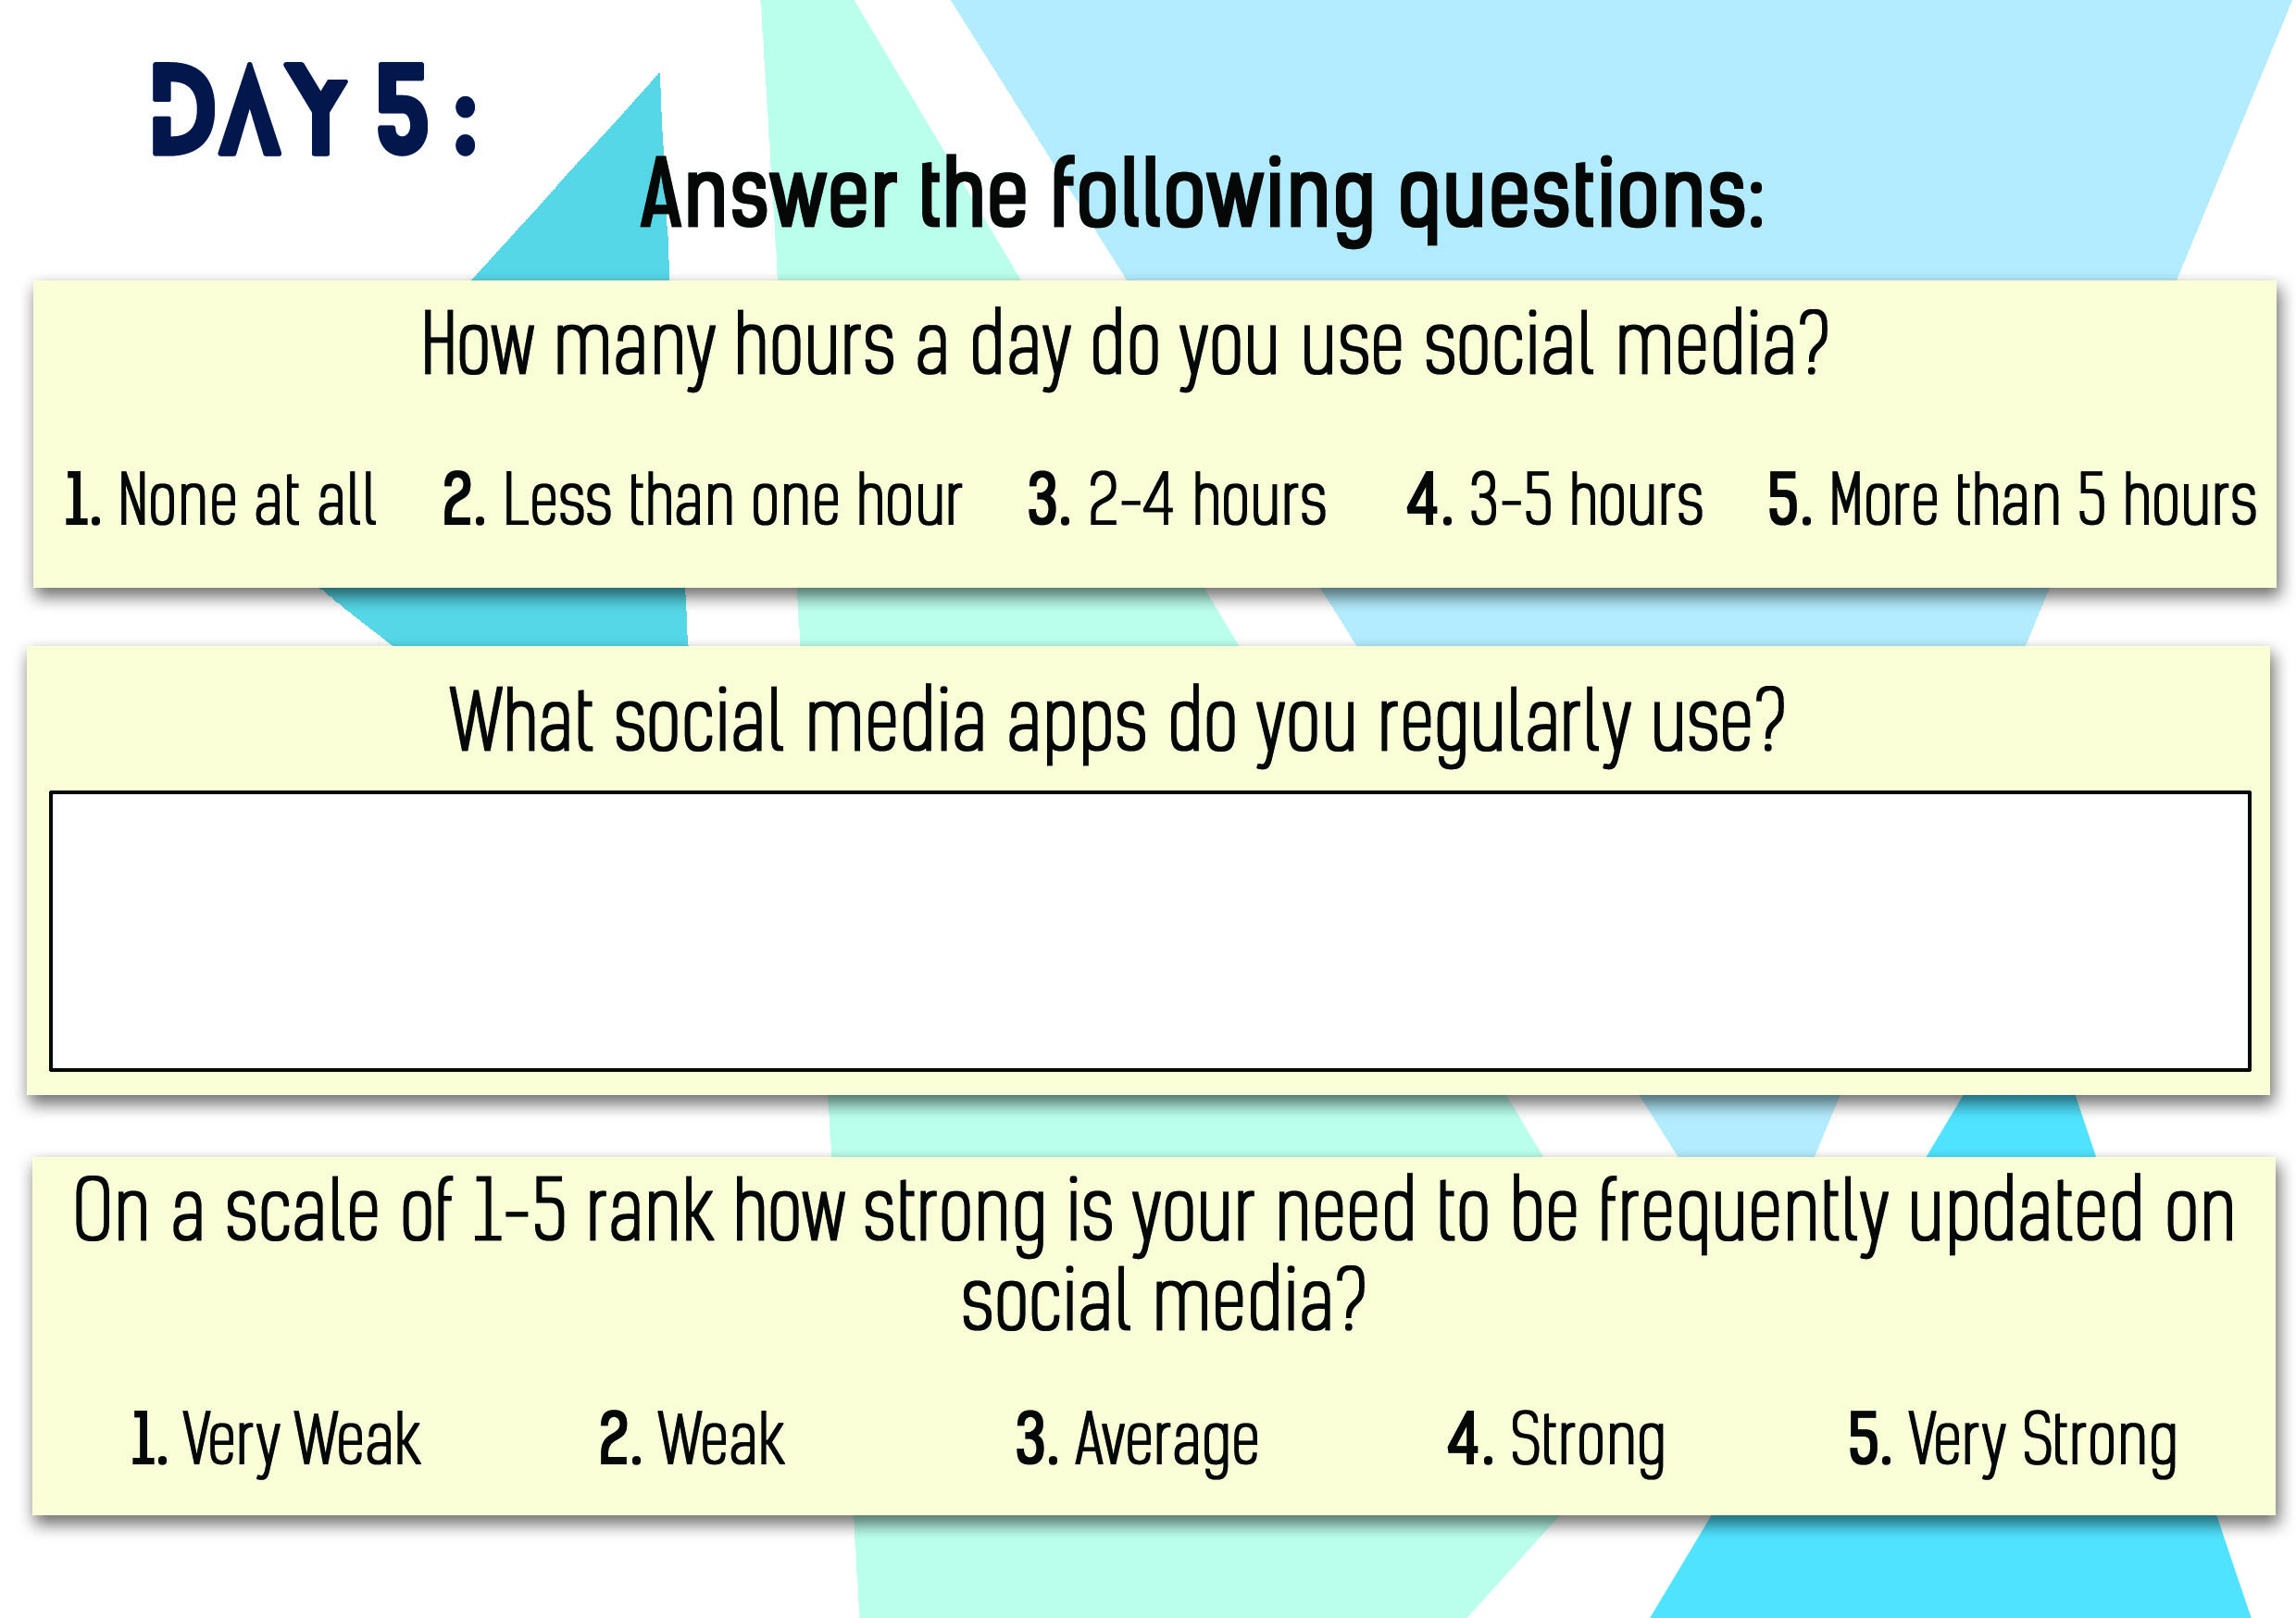 DAY 5:
Answer the following questions:
How many hours a day do you use social media?
1. None at all 2. Less than one hour 3. 2-4 hours 4. 3-5 hours 5. More than 5 hours
What social media apps do you regularly use?
On a scale of 1-5 rank how strong is your need to be frequently updated on
social media?
1. Very Weak 2. Weak 3. Average 4. Strong 5. Very Strong